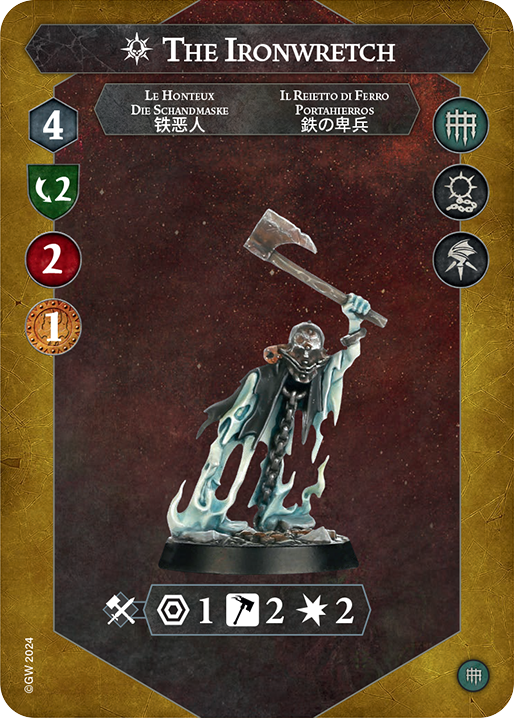 The Ironwretch
Le Honteux
Die Schandmaske
铁恶人
Il Reietto di Ferro
Portahierros
鉄の卑兵
4
2
2
1
1 2 2
©GW 2024